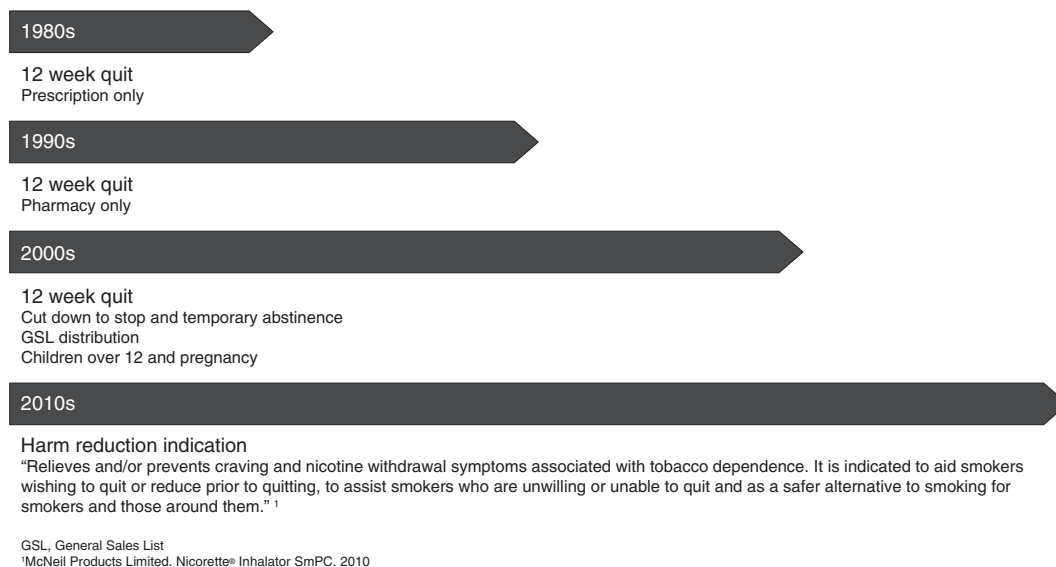 1980s
12 week quit
Prescription only
1990s
12 week quit
Pharmacy only
2000s
12 week quit
Cut down to stop and temporary abstinence
GSL distribution
Children over 12 and pregnancy
2010s
Harm reduction indication
“Relieves and/or prevents craving and nicotine withdrawal symptoms associated with tobacco dependence. It is indicated to aid smokers
wishing to quit or reduce prior to quitting, to assist smokers who are unwilling or unable to quit and as a safer alternative to smoking for
smokers and those around them.” ¹
GSL, General Sales List
¹McNeil Products Limited. Nicorette® Inhalator SmPC. 2010